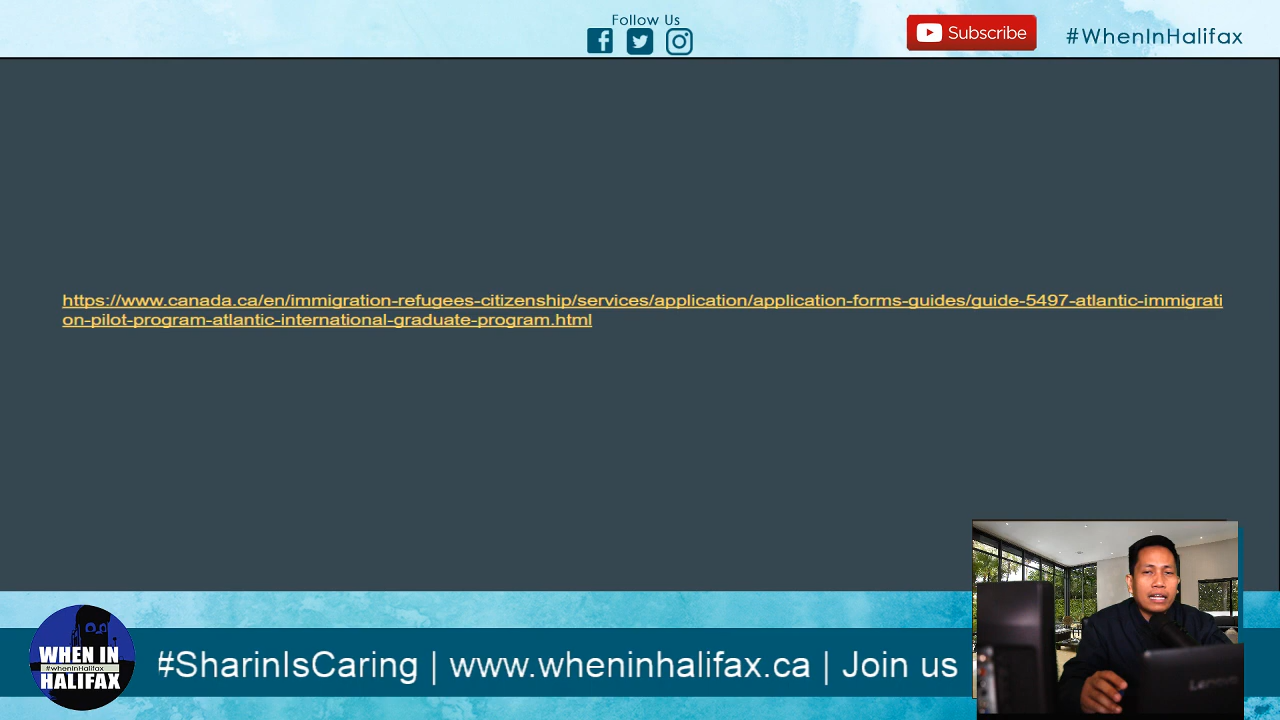 Follow Us
Subscribe
#WhenInHalifax
https://www.canada.ca/en/immigration-refugees-citizenship/services/application/application-forms-guides/guide-5497-atlantic-immigrati
on-pilot-program-atlantic-international-graduate-program.html
WHEN IN
#whenInHalifax
HALIFAX
#SharinIsCaring | www.wheninhalifax.ca | Join us
Lenovo